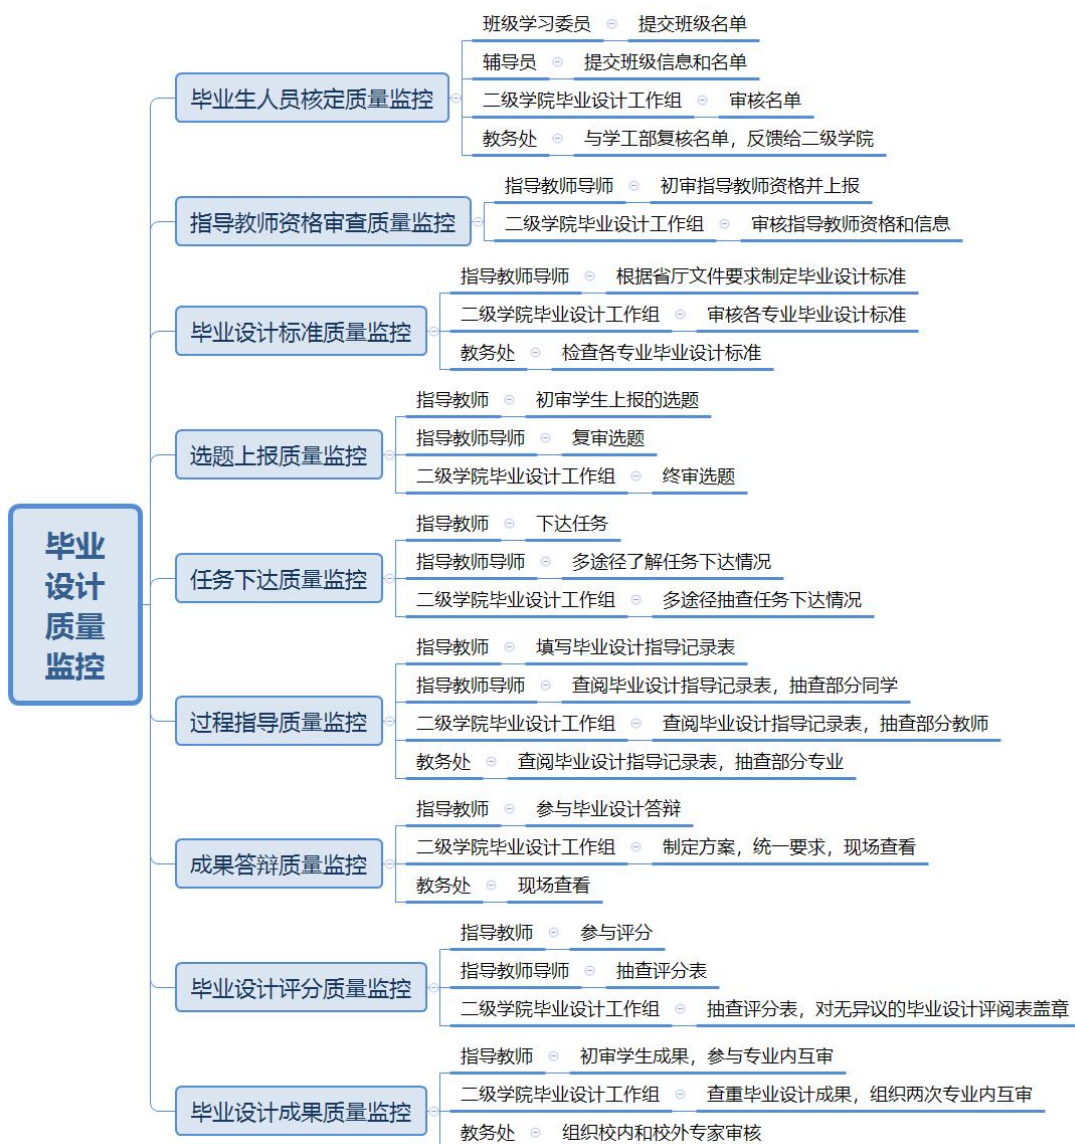 毕业
设计
质量
监控
毕业生人员核定质量监控
班级学习委员 提交班级名单
辅导员 提交班级信息和名单
二级学院毕业设计工作组 审核名单
教务处 与学工部复核名单，反馈给二级学院
指导教师资格审查质量监控
指导教师导师 初审指导教师资格并上报
二级学院毕业设计工作组 审核指导教师资格和信息
毕业设计标准质量监控
指导教师导师 根据省厅文件要求制定毕业设计标准
二级学院毕业设计工作组 审核各专业毕业设计标准
教务处 检查各专业毕业设计标准
选题上报质量监控
指导教师 初审学生上报的选题
指导教师导师 复审选题
二级学院毕业设计工作组 终审选题
任务下达质量监控
指导教师 下达任务
指导教师导师 多途径了解任务下达情况
二级学院毕业设计工作组 多途径抽查任务下达情况
过程指导质量监控
指导教师 填写毕业设计指导记录表
指导教师导师 查阅毕业设计指导记录表，抽查部分同学
二级学院毕业设计工作组 查阅毕业设计指导记录表，抽查部分教师
教务处 查阅毕业设计指导记录表，抽查部分专业
成果答辩质量监控
指导教师 参与毕业设计答辩
二级学院毕业设计工作组 制定方案，统一要求，现场查看
教务处 现场查看
毕业设计评分质量监控
指导教师 参与评分
指导教师导师 抽查评分表
二级学院毕业设计工作组 抽查评分表，对无异议的毕业设计评阅表盖章
毕业设计成果质量监控
指导教师 初审学生成果，参与专业内互审
二级学院毕业设计工作组 查重毕业设计成果，组织两次专业内互审
教务处 组织校内和校外专家审核